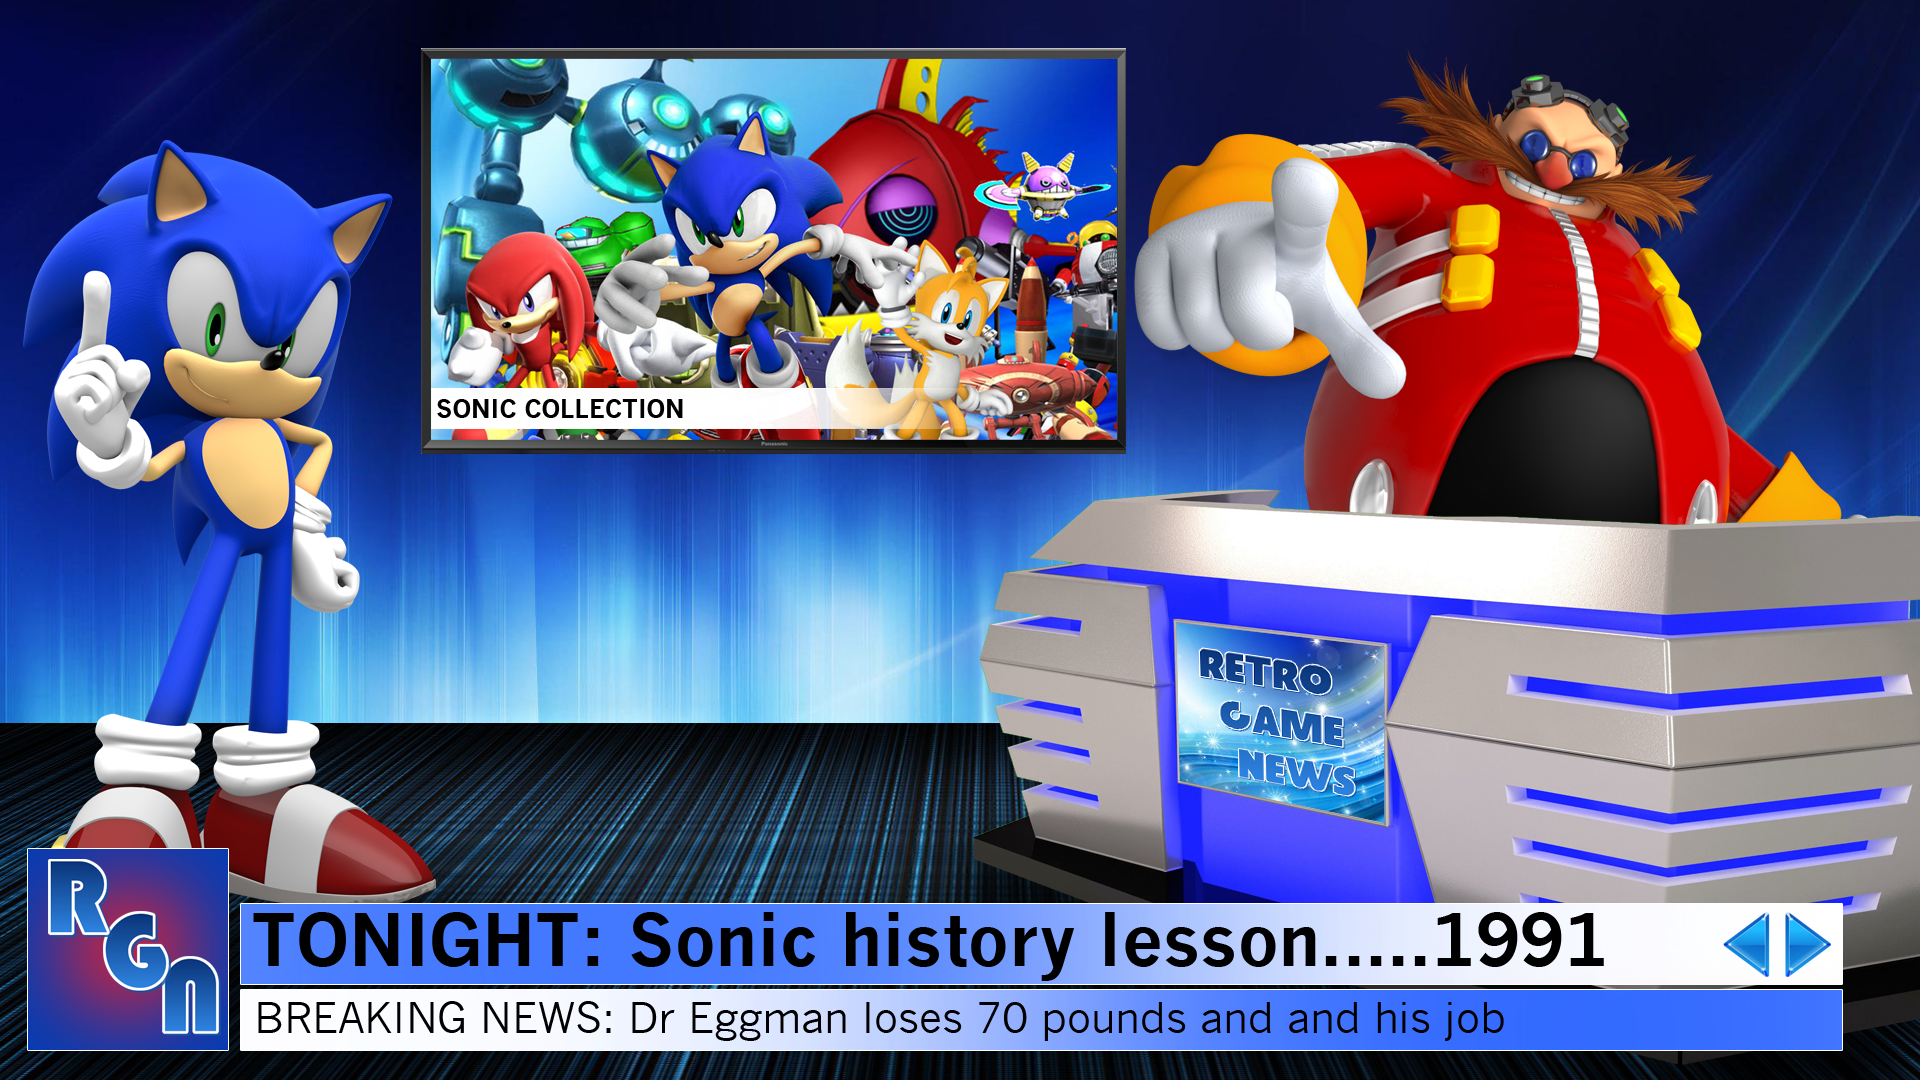 SONIC COLLECTION
Panasonic
RETRO
GAME
NEWS
RGN
TONIGHT: Sonic history lesson.....1991
BREAKING NEWS: Dr Eggman loses 70 pounds and and his job